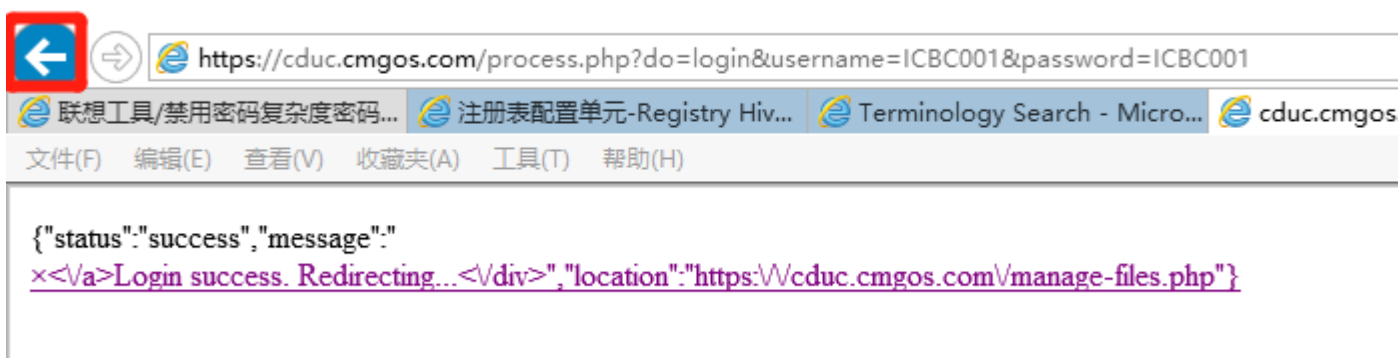 https://cduc.cmgos.com/process.php?do=login&username=ICBC001&password=ICBC001
联想工具/禁用密码复杂度密码... 注册表配置单元-Registry Hiv... Terminology Search - Micro... cduc.cmgos.
文件(F) 编辑(E) 查看(V) 收藏夹(A) 工具(T) 帮助(H)
{"status":"success","message":"
×<\/a>Login success. Redirecting...<\/div>","location":"https:\/\/cduc.cmgos.com\/manage-files.php"}